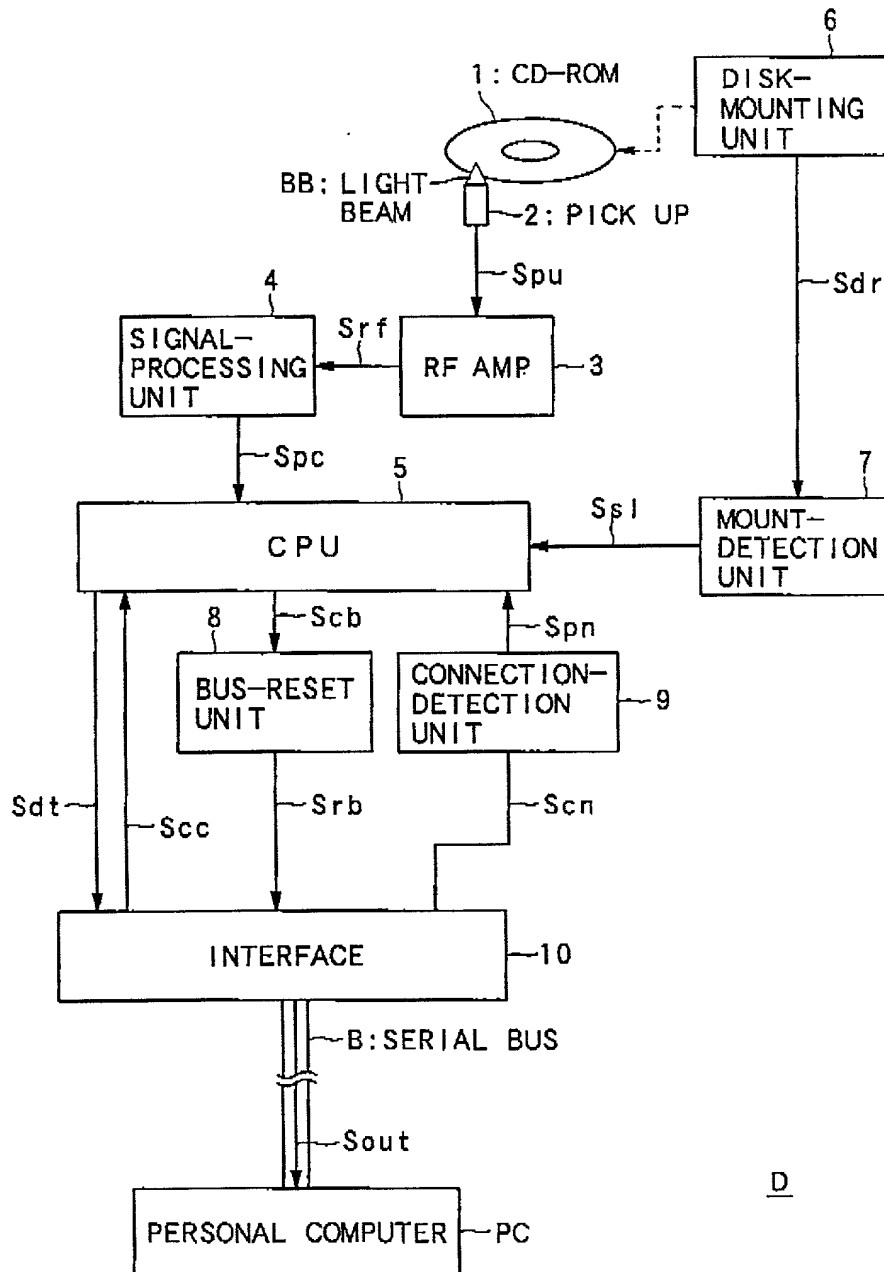 6
1: CD-ROM
DISK-
MOUNTING
UNIT
BB: LIGHT
BEAM
2: PICK UP
Spu
Sdr
4
SIGNAL-
PROCESSING
UNIT
Srf
RF AMP
3
Spc
5
7
CPU
Ssl
MOUNT-
DETECTION
UNIT
8
Scb
Spn
BUS-RESET
UNIT
CONNECTION-
DETECTION
UNIT
9
Sdt
Scc
Srb
Scn
INTERFACE
10
B:SERIAL BUS
Sout
D
PERSONAL COMPUTER
PC